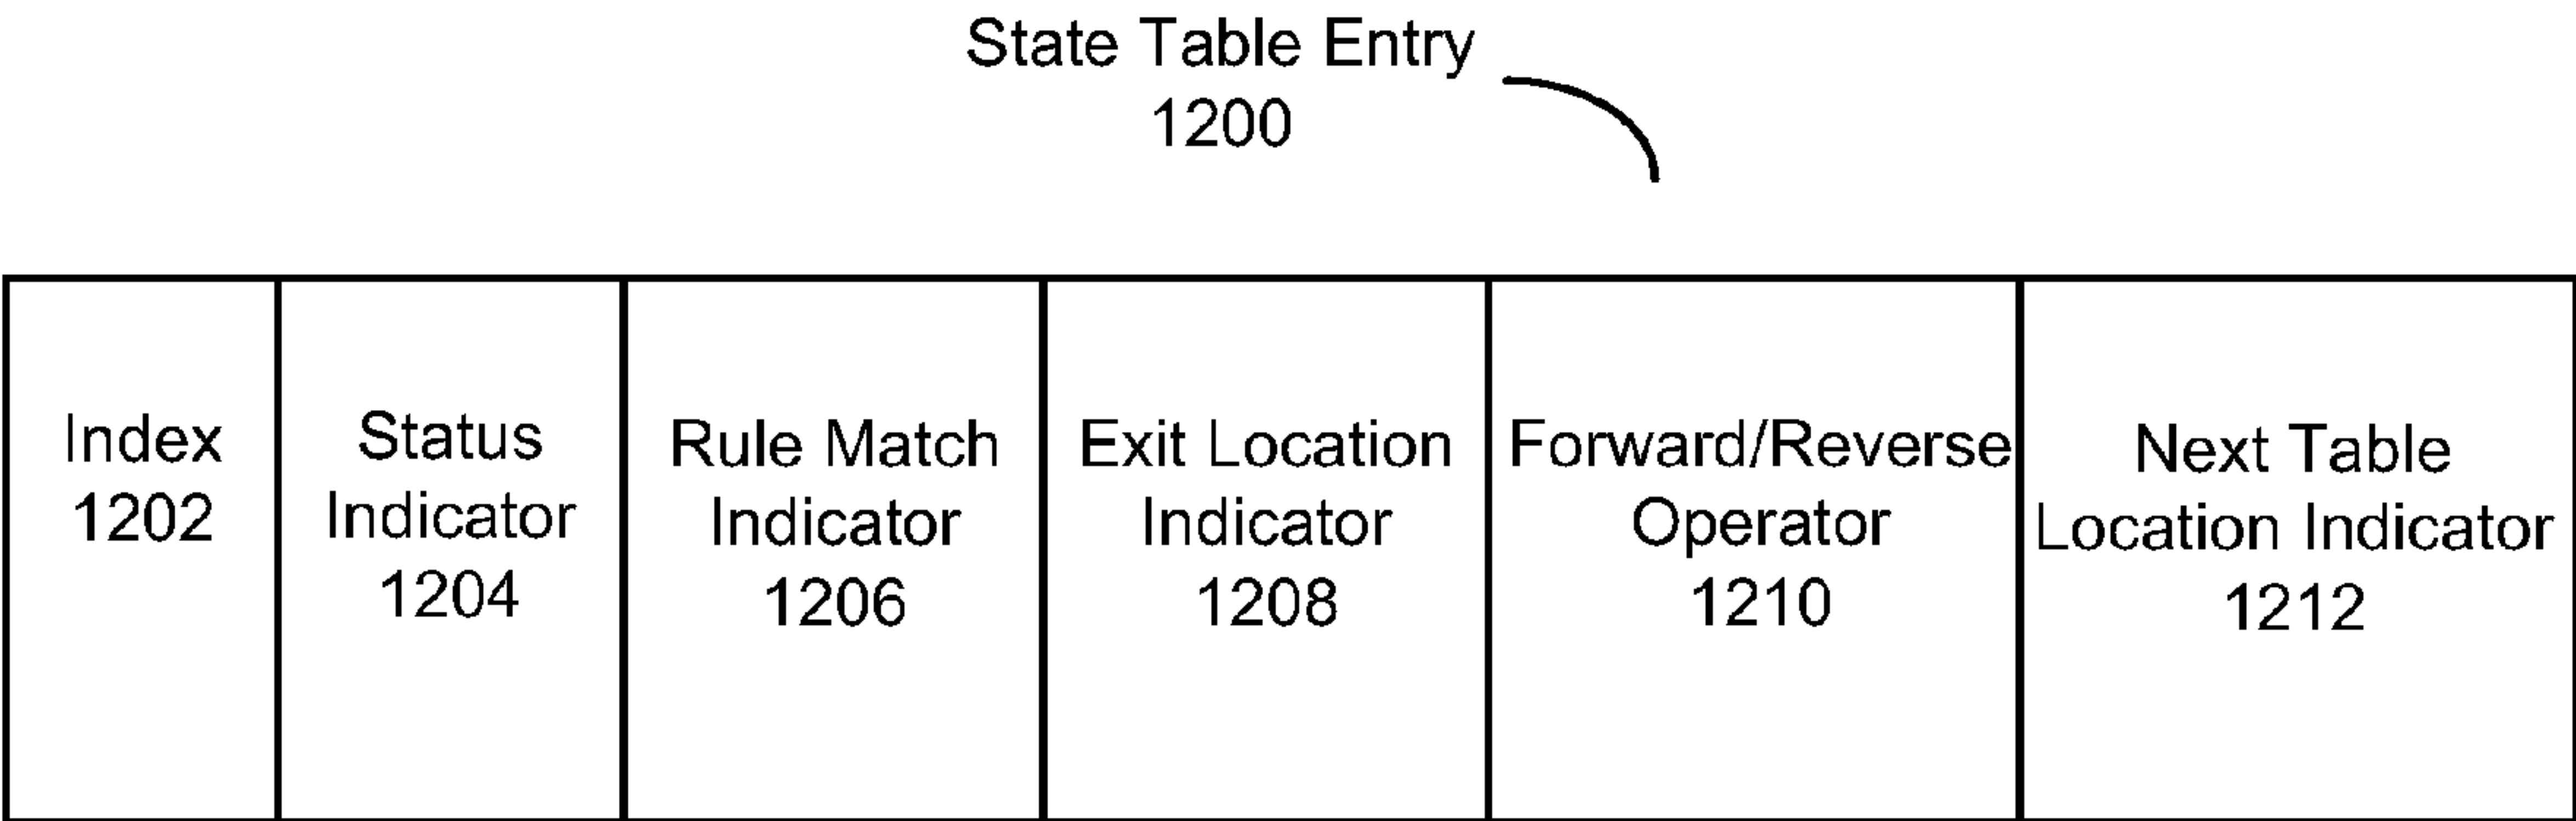 State Table Entry
1200
Index
1202
Status
Indicator
1204
Rule Match
Indicator
1206
Exit Location
Indicator
1208
Forward/Reverse
Operator
1210
Next Table
Location Indicator
1212